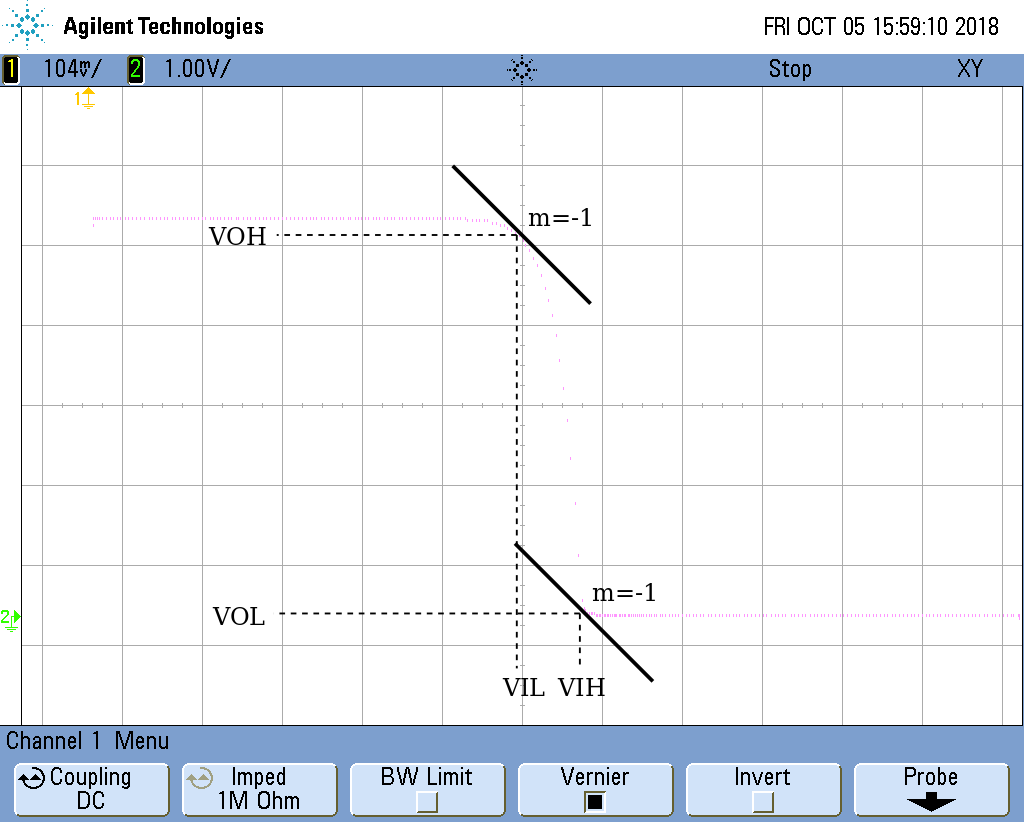 Agilent Technologies
FRI OCT 05 15:59:10 2018
1 104mV/ 2 1.00V/ Stop XY
1
m=-1
VOH
m=-1
2
VOL
VIL VIH
Channel 1 Menu
Coupling
DC
Imped
1M Ohm
BW Limit
Vernier
Invert
Probe